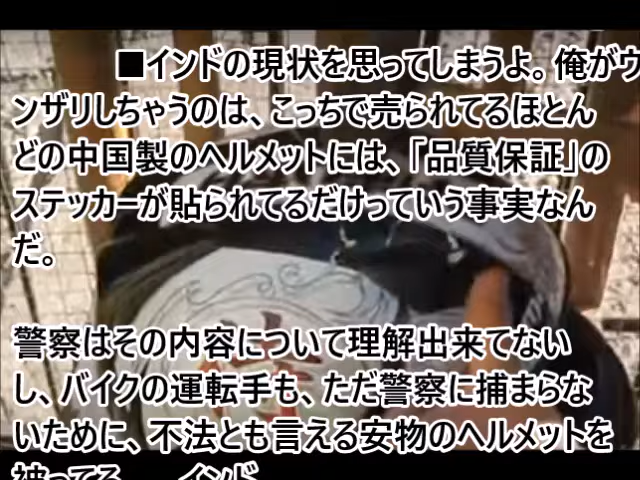 ■インドの現状を思ってしまうよ。俺がウ
ンザリしちゃうのは、こっちで売られてるほとん
どの中国製のヘルメットには、「品質保証」の
ステッカーが貼られてるだけっていう事実なん
だ。
警察はその内容について理解出来てない
し、バイクの運転手も、ただ警察に捕まらな
いために、不法とも言える安物のヘルメットを
被ってる。 インド